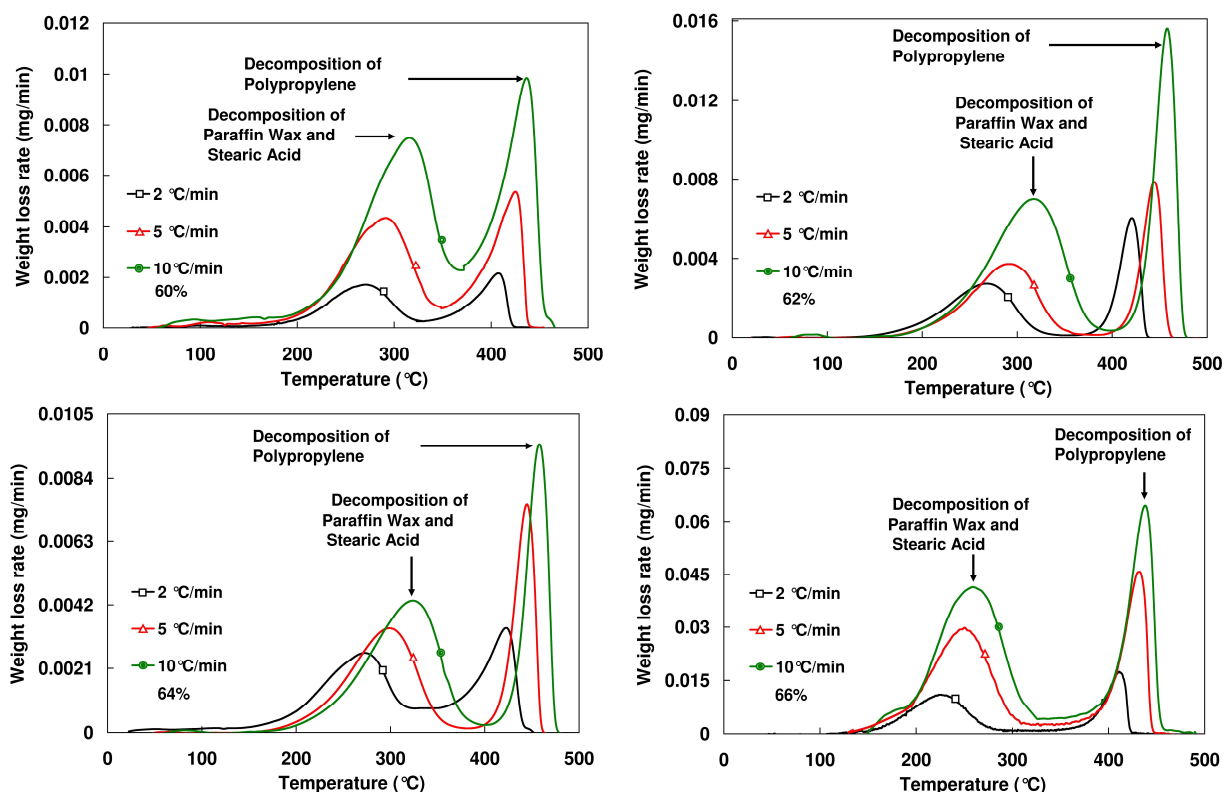 0.012
0.01
0.008
0.006
0.004
0.002
0
Weight loss rate (mg/min)
Decomposition of
Polypropylene
Decomposition of
Paraffin Wax and
Stearic Acid
2 °C/min
5 °C/min
10°C/min
60%
0 100 200 300 400 500
Temperature (°C)
0.016
0.012
0.008
0.004
0
Weight loss rate (mg/min)
Decomposition of
Polypropylene
Decomposition of
Paraffin Wax and
Stearic Acid
2 °C/min
5 °C/min
10°C/min
62%
0 100 200 300 400 500
Temperature (°C)
0.0105
0.0084
0.0063
0.0042
0.0021
0
Weight loss rate (mg/min)
Decomposition of
Polypropylene
Decomposition of
Paraffin Wax and
Stearic Acid
2 °C/min
5 °C/min
10°C/min
64%
0 100 200 300 400 500
Temperature (°C)
0.09
0.075
0.06
0.045
0.03
0.015
0
Weight loss rate (mg/min)
Decomposition of
Polypropylene
Decomposition of
Paraffin Wax and
Stearic Acid
2 °C/min
5 °C/min
10°C/min
66%
0 100 200 300 400 500
Temperature (°C)